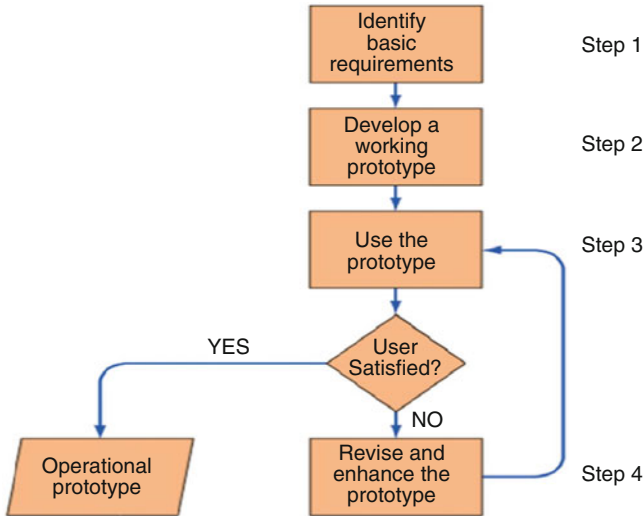 Identify
basic
requirements
Step 1
Develop a
working
prototype
Step 2
Use the
prototype
Step 3
User
Satisfied?
YES
NO
Operational
prototype
Revise and
enhance the
prototype
Step 4